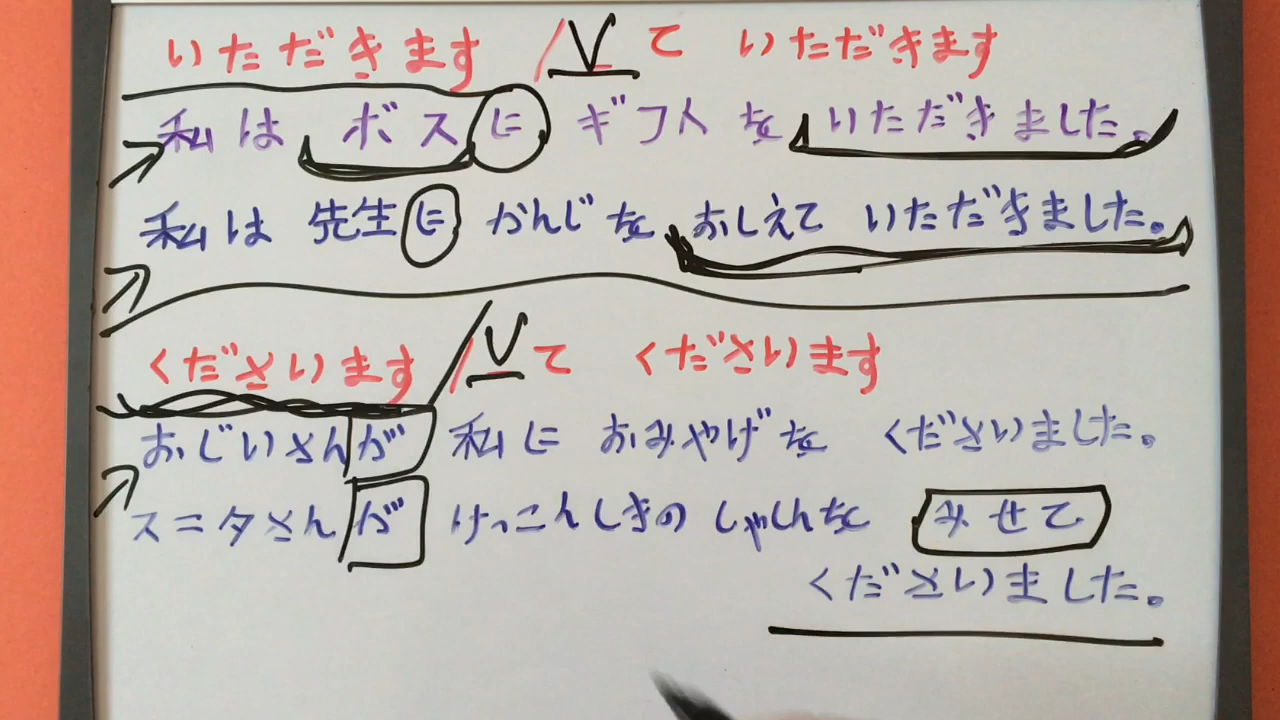 いただきます / Vて いただきます
私は ボスに ギフトを いただきました。
私は 先生に かんじを おしえて いただきました。
くださいます / Vて くださいます
おじいさんが 私に おみやげを くださいました。
スニタさんが けっこんしきの しゃしんを みせて
くださいました。